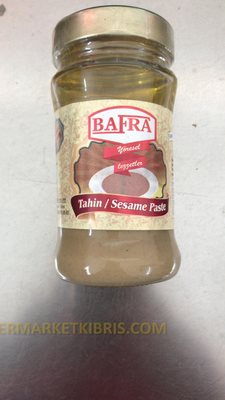 BAFRA
Yöresel
lezzetler
Tahin / Sesame Paste
ERMARKETKIBRIS.COM